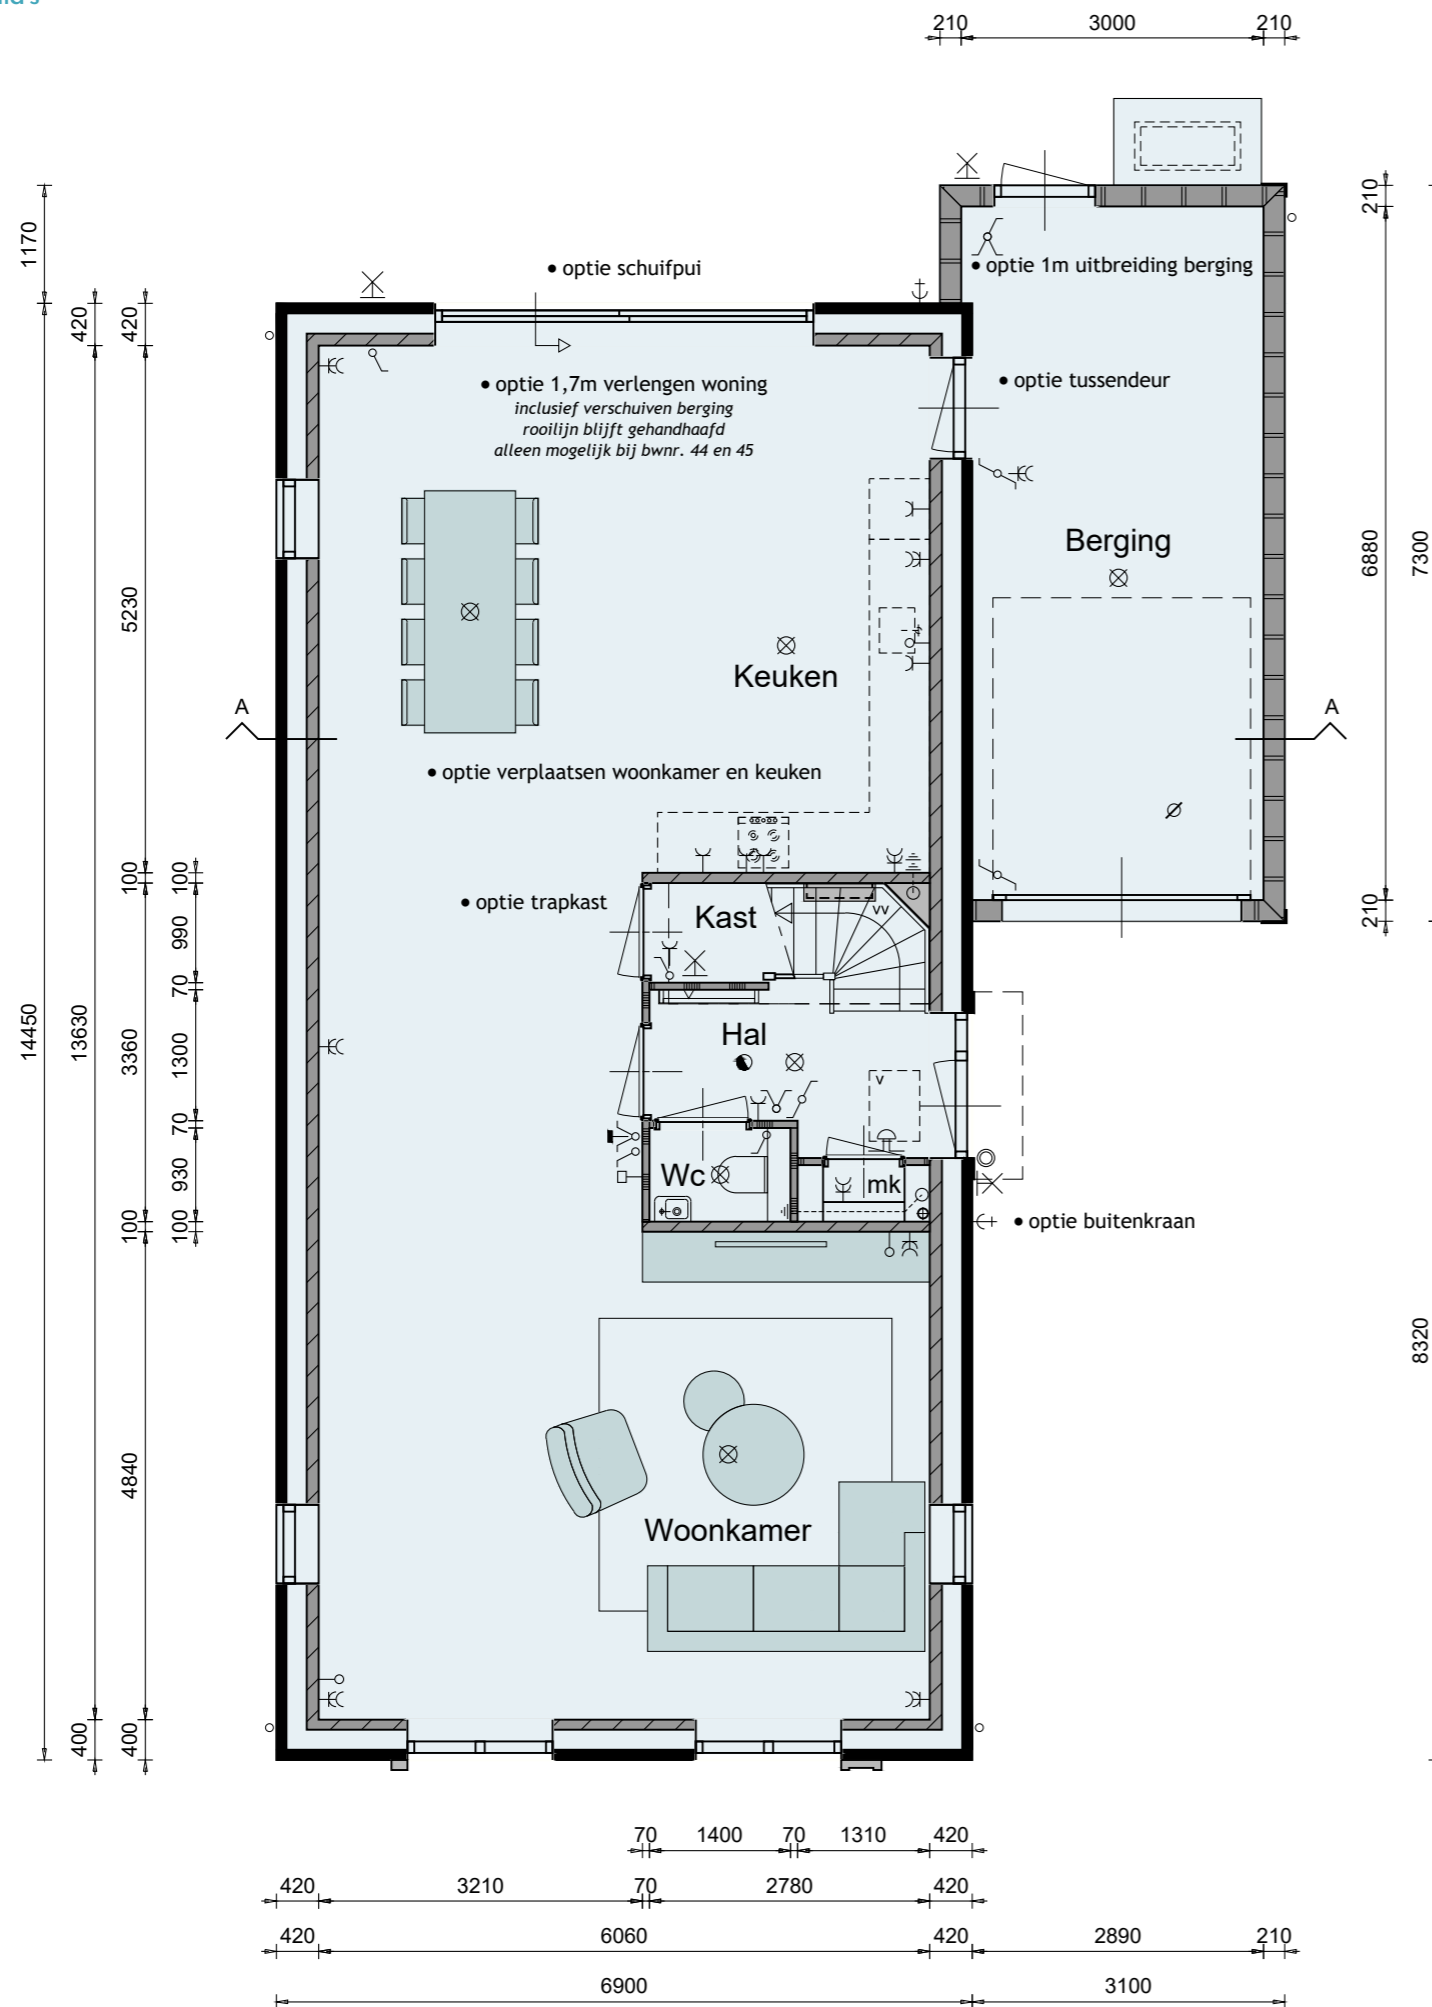 210 3000 210
• optie schuifpui
• optie 1m uitbreiding berging
• optie 1,7m verlengen woning
inclusief verschuiven berging
rooilijn blijft gehandhaafd
alleen mogelijk bij bwnr. 44 en 45
• optie tussendeur
Berging
Keuken
A
A
• optie verplaatsen woonkamer en keuken
• optie trapkast
Kast
vv
Hal
v
Wc
mk
• optie buitenkraan
Woonkamer
1170
14450
420
13630
400
420
5230
100
3360
100
4840
400
100
990
70
1300
70
930
100
210
6880
210
7300
8320
70 1400 70 1310 420
420 3210 70 2780 420
420 6060 420 2890 210
6900 3100